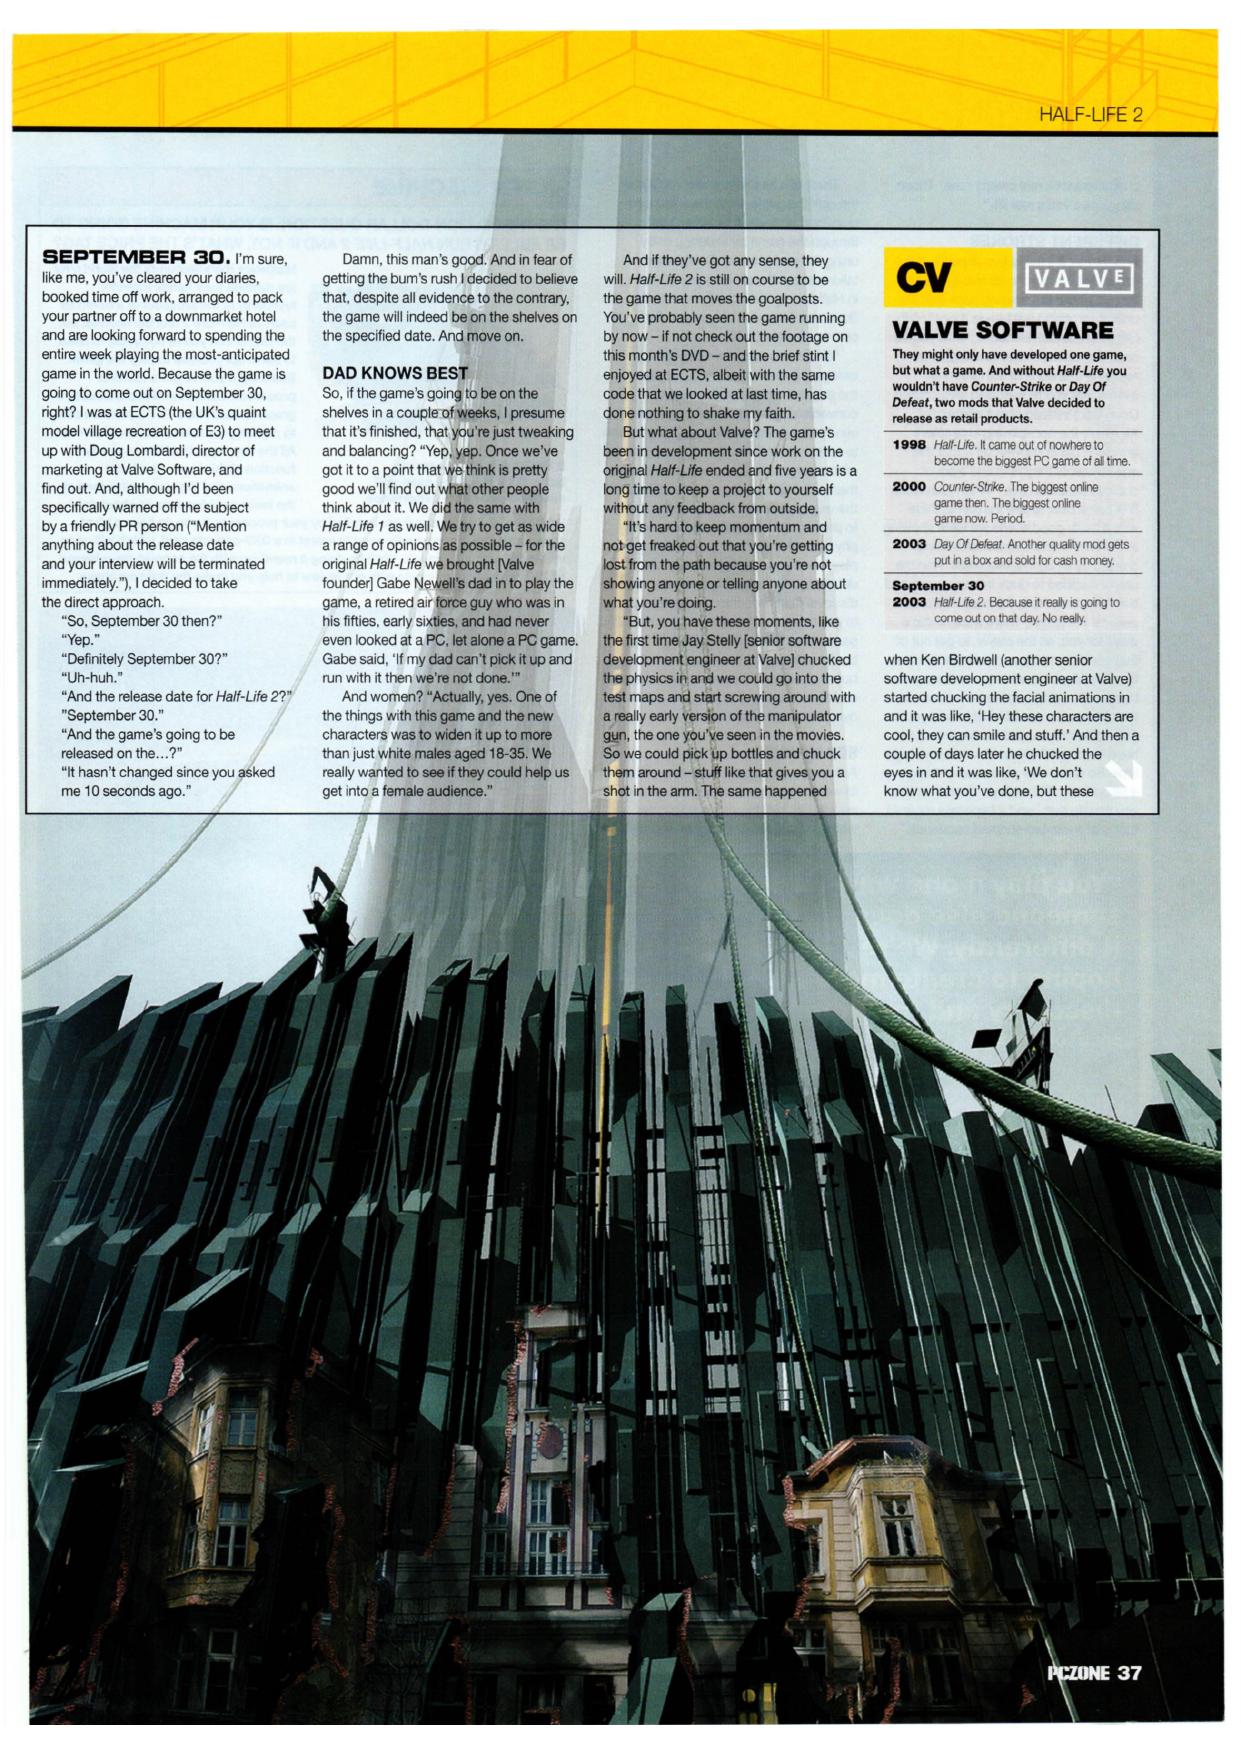 HALF-LIFE 2
SEPTEMBER 30. I'm sure,
like me, you've cleared your diaries,
booked time off work, arranged to pack
your partner off to a downmarket hotel
and are looking forward to spending the
entire week playing the most-anticipated
game in the world. Because the game is
going to come out on September 30,
right? I was at ECTS (the UK's quaint
model village recreation of E3) to meet
up with Doug Lombardi, director of
marketing at Valve Software, and
find out. And, although I'd been
specifically warned off the subject
by a friendly PR person (“Mention
anything about the release date
and your interview will be terminated
immediately.”), I decided to take
the direct approach.
“So, September 30 then?”
“Yep.”
“Definitely September 30?”
“Uh-huh.”
“And the release date for Half-Life 2?”
”September 30.”
“And the game's going to be
released on the...?”
“It hasn't changed since you asked
me 10 seconds ago.”
Damn, this man's good. And in fear of
getting the bum's rush I decided to believe
that, despite all evidence to the contrary,
the game will indeed be on the shelves on
the specified date. And move on.
DAD KNOWS BEST
So, if the game's going to be on the
shelves in a couple of weeks, I presume
that it's finished, that you're just tweaking
and balancing? “Yep, yep. Once we've
got it to a point that we think is pretty
good we'll find out what other people
think about it. We did the same with
Half-Life 1 as well. We try to get as wide
a range of opinions as possible – for the
original Half-Life we brought [Valve
founder] Gabe Newell's dad in to play the
game, a retired air force guy who was in
his fifties, early sixties, and had never
even looked at a PC, let alone a PC game.
Gabe said, ‘If my dad can't pick it up and
run with it then we're not done.’”
And women? “Actually, yes. One of
the things with this game and the new
characters was to widen it up to more
than just white males aged 18-35. We
really wanted to see if they could help us
get into a female audience.”
And if they've got any sense, they
will. Half-Life 2 is still on course to be
the game that moves the goalposts.
You've probably seen the game running
by now – if not check out the footage on
this month's DVD – and the brief stint I
enjoyed at ECTS, albeit with the same
code that we looked at last time, has
done nothing to shake my faith.
But what about Valve? The game's
been in development since work on the
original Half-Life ended and five years is a
long time to keep a project to yourself
without any feedback from outside.
“It's hard to keep momentum and
not get freaked out that you're getting
lost from the path because you're not
showing anyone or telling anyone about
what you're doing.
“But, you have these moments, like
the first time Jay Stelly [senior software
development engineer at Valve] chucked
the physics in and we could go into the
test maps and start screwing around with
a really early version of the manipulator
gun, the one you've seen in the movies.
So we could pick up bottles and chuck
them around – stuff like that gives you a
shot in the arm. The same happened
CV
VALVE
VALVE SOFTWARE
They might only have developed one game,
but what a game. And without Half-Life you
wouldn't have Counter-Strike or Day Of
Defeat, two mods that Valve decided to
release as retail products.
1998 Half-Life. It came out of nowhere to
become the biggest PC game of all time.
2000 Counter-Strike. The biggest online
game then. The biggest online
game now. Period.
2003 Day Of Defeat. Another quality mod gets
put in a box and sold for cash money.
September 30
2003 Half-Life 2. Because it really is going to
come out on that day. No really.
when Ken Birdwell (another senior
software development engineer at Valve)
started chucking the facial animations in
and it was like, ‘Hey these characters are
cool, they can smile and stuff.’ And then a
couple of days later he chucked the
eyes in and it was like, ‘We don't
know what you've done, but these
PCZONE 37